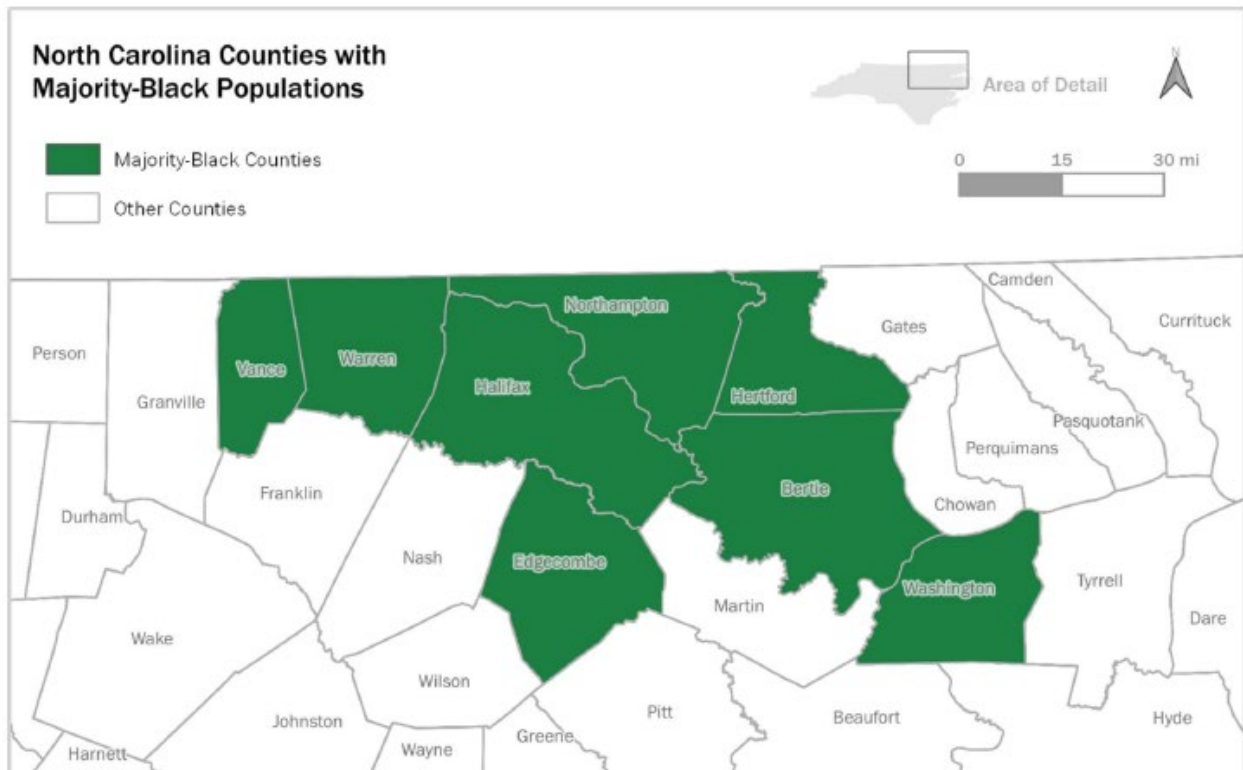 North Carolina Counties with
Majority-Black Populations
Majority-Black Counties
Other Counties
Area of Detail
N
0 15 30 mi
Person
Granville
Vance
Warren
Halifax
Northampton
Hertford
Gates
Camden
Currituck
Pasquotank
Perquimans
Chowan
Bertie
Durham
Franklin
Nash
Edgecombe
Martin
Washington
Tyrrell
Dare
Wake
Wilson
Johnston
Pitt
Beaufort
Hyde
Harnett
Wayne
Greene